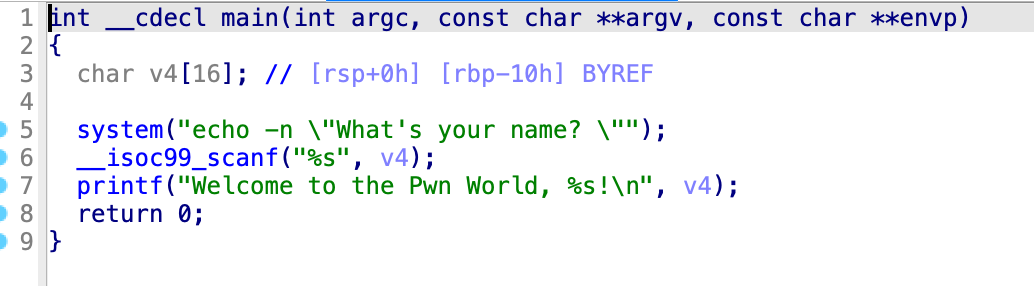 1 int __cdecl main(int argc, const char **argv, const char **envp)
2 {
3   char v4[16]; // [rsp+0h] [rbp-10h] BYREF
4
5   system("echo -n \"What's your name? \"");
6   __isoc99_scanf("%s", v4);
7   printf("Welcome to the Pwn World, %s!\n", v4);
8   return 0;
9 }